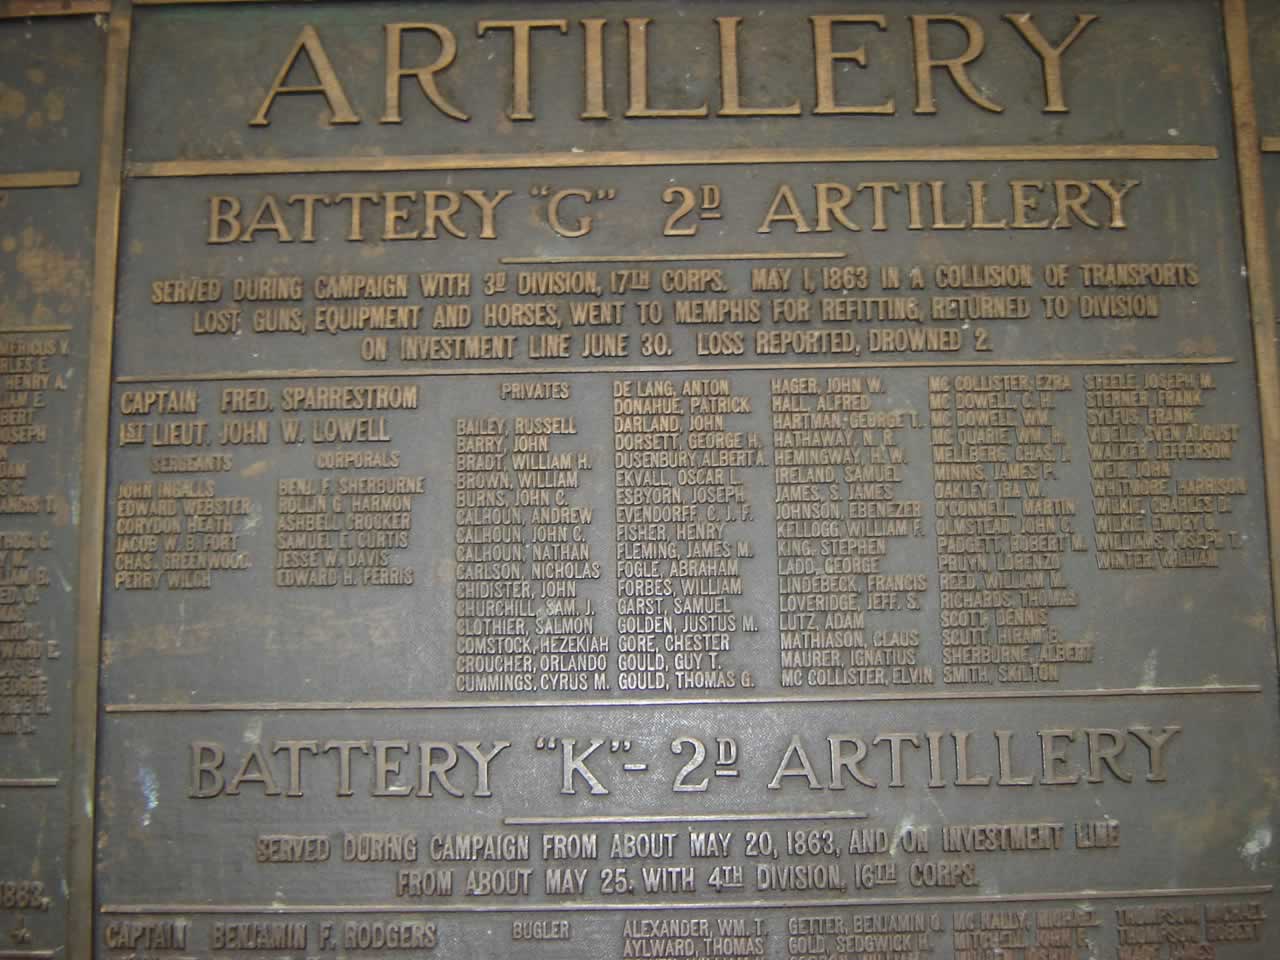 ARTILLERY
BATTERY "G" 2D ARTILLERY
SERVED DURING CAMPAIGN WITH 3D DIVISION, 17TH CORPS. MAY 1, 1863 IN A COLLISION OF TRANSPORTS
LOST GUNS, EQUIPMENT AND HORSES, WENT TO MEMPHIS FOR REFITTING, RETURNED TO DIVISION
ON INVESTMENT LINE JUNE 30. LOSS REPORTED, DROWNED 2.
CAPTAIN FRED. SPARRESTROM
1ST LIEUT. JOHN W. LOWELL
SERGEANTS
JOHN INGALLS
EDWARD WEBSTER
CORYDON HEATH
JACOB W. B. FORT
CHAS. GREENWOOD
PERRY WILCH
CORPORALS
BENJ. F. SHERBURNE
ROLLIN G. HARMON
ASHBELL CROCKER
SAMUEL E. CURTIS
JESSE W. DAVIS
EDWARD H. FERRIS
PRIVATES
BAILEY, RUSSELL
BARRY, JOHN
BRADT, WILLIAM H.
BROWN, WILLIAM
BURNS, JOHN C.
CALHOUN, ANDREW
CALHOUN, JOHN C.
CALHOUN, NATHAN
CARLSON, NICHOLAS
CHIDISTER, JOHN
CHURCHILL, SAM. J.
CLOTHIER, SALMON
COMSTOCK, HEZEKIAH
CROUCHER, ORLANDO
CUMMINGS, CYRUS M.
DE LANG, ANTON
DONAHUE, PATRICK
DARLAND, JOHN
DORSETT, GEORGE H.
DUSENBURY, ALBERT A.
EKVALL, OSCAR L.
ESBYORN, JOSEPH
EVENDORFF, C. J. F.
FISHER, HENRY
FLEMING, JAMES M.
FOGLE, ABRAHAM
FORBES, WILLIAM
GARST, SAMUEL
GOLDEN, JUSTUS M.
GORE, CHESTER
GOULD, GUY T.
GOULD, THOMAS G.
HAGER, JOHN W.
HALL, ALFRED
HARTMAN, GEORGE T.
HATHAWAY, N. R.
HEMINGWAY, H. W.
IRELAND, SAMUEL
JAMES, S. JAMES
JOHNSON, EBENEZER
KELLOGG, WILLIAM F.
KING, STEPHEN
LADD, GEORGE
LINDEBECK, FRANCIS
LOVERIDGE, JEFF. S.
LUTZ, ADAM
MATHIASON, CLAUS
MAURER, IGNATIUS
MC COLLISTER, ELVIN
MC COLLISTER, EZRA
MC DOWELL, C. H.
MC DOWELL, WM.
MC QUARIE, WM. H.
MELLBERG, CHAS. J.
MINNS, JAMES P.
OAKLEY, IRA W.
O'CONNELL, MARTIN
OLMSTEAD, JOHN C.
PADGETT, ROBERT M.
PRUYN, LORENZO
REED, WILLIAM W.
RICHARDS, THOMAS
SCOTT, DENNIS
SCUTT, HIRAM B.
SHERBURNE, ALBERT
SMITH, SKILTON
STEELE, JOSEPH M.
STERNER, FRANK
SYLFUS, FRANK
SVEN AUGUST
WALKER, JEFFERSON
WEIR, JOHN
WHITMORE, HARRISON
WILKIE, CHARLES
WILKIE, EMORY
WILLIAMS, JOSEPH T.
WINTER, WILLIAM
BATTERY "K" - 2D ARTILLERY
SERVED DURING CAMPAIGN FROM ABOUT MAY 20, 1863, AND ON INVESTMENT LINE
FROM ABOUT MAY 25, WITH 4TH DIVISION, 16TH CORPS.
CAPTAIN BENJAMIN F. RODGERS
BUGLER
ALEXANDER, WM. T.
AYLWARD, THOMAS
GETTER, BENJAMIN O.
GOLD, SEDGWICK H.
MC NALLY, MICHAEL
MITCHELL, JOHN
THOMPSON, MICHAEL
THOMPSON, ROBERT